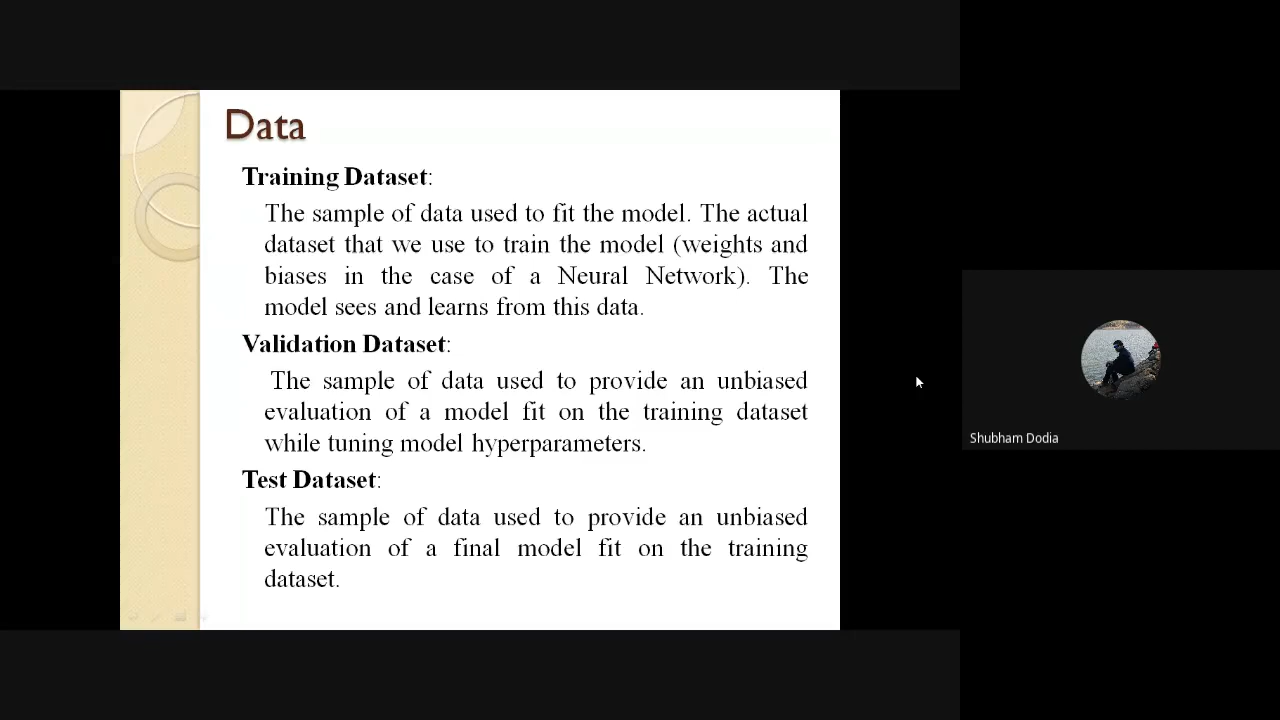 Data
Training Dataset:
The sample of data used to fit the model. The actual
dataset that we use to train the model (weights and
biases in the case of a Neural Network). The
model sees and learns from this data.
Validation Dataset:
The sample of data used to provide an unbiased
evaluation of a model fit on the training dataset
while tuning model hyperparameters.
Test Dataset:
The sample of data used to provide an unbiased
evaluation of a final model fit on the training
dataset.
Shubham Dodia